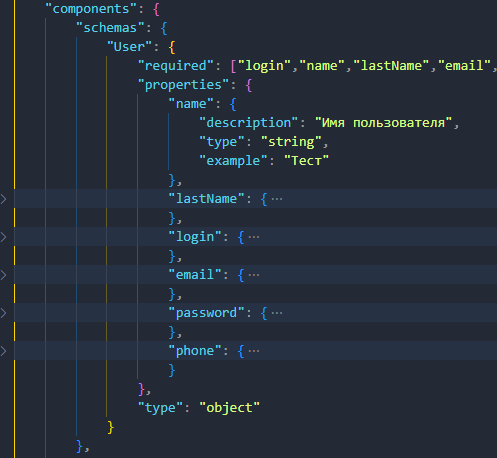 "components": {
"schemas": {
"User": {
"required": ["login","name","lastName","email",
"properties": {
"name": {
"description": "Имя пользователя",
"type": "string",
"example": "Тест"
},
"lastName": { ⋯
},
"login": { ⋯
},
"email": { ⋯
},
"password": { ⋯
},
"phone": { ⋯
}
},
"type": "object"
}
},